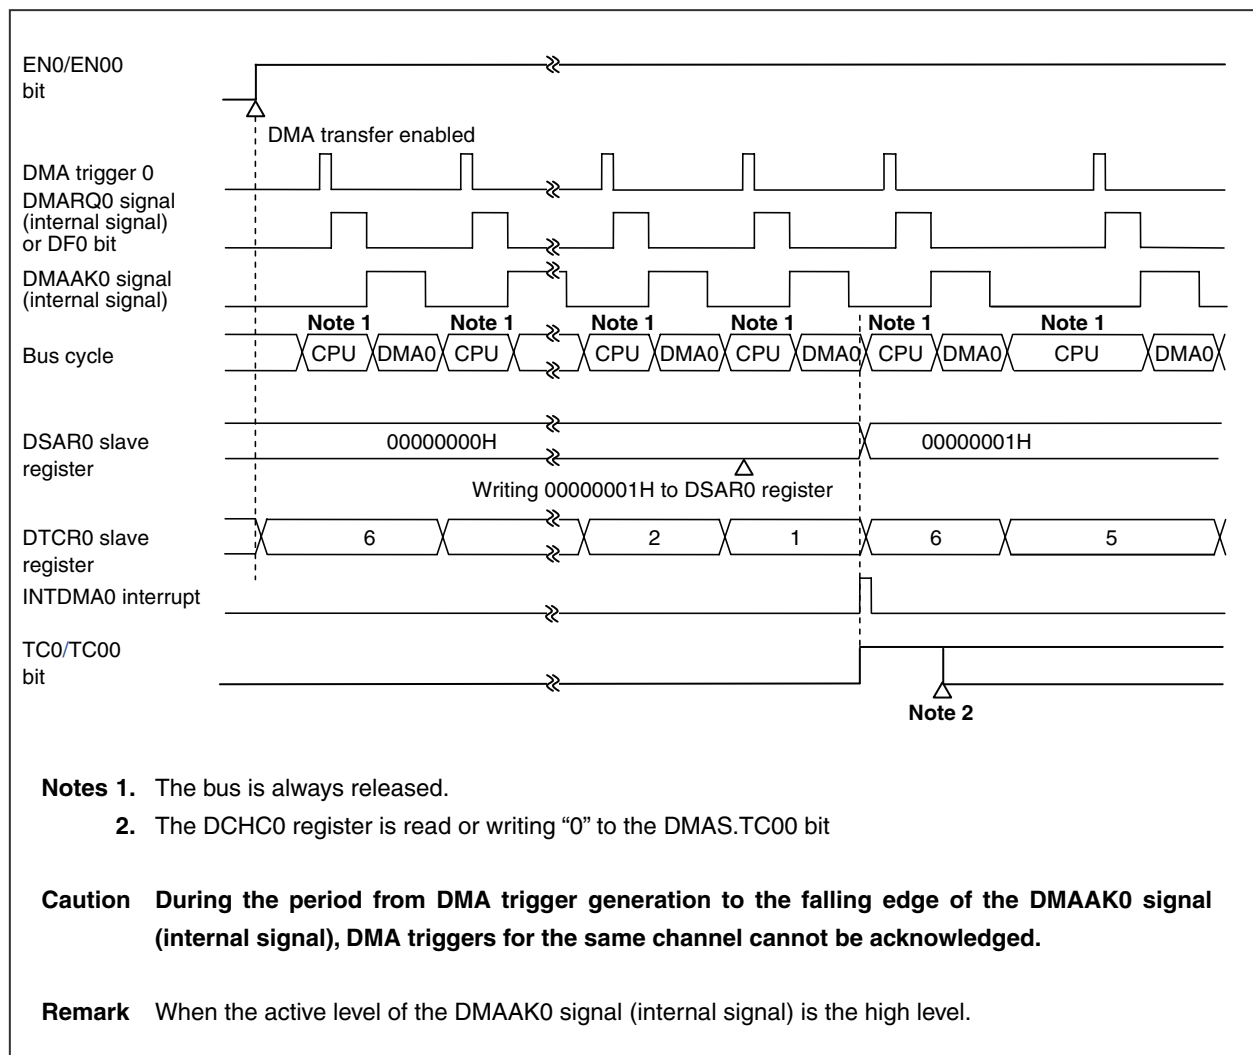 EN0/EN00
bit
DMA transfer enabled
DMA trigger 0
DMARQ0 signal
(internal signal)
or DF0 bit
DMAAK0 signal
(internal signal)
Note 1 Note 1 Note 1 Note 1 Note 1 Note 1
Bus cycle CPU DMA0 CPU CPU DMA0 CPU DMA0 CPU DMA0 CPU DMA0
DSAR0 slave
register
00000000H 00000001H
Writing 00000001H to DSAR0 register
DTCR0 slave
register
6 2 1 6 5
INTDMA0 interrupt
TC0/TC00
bit
Note 2
Notes 1. The bus is always released.
2. The DCHC0 register is read or writing “0” to the DMAS.TC00 bit
Caution During the period from DMA trigger generation to the falling edge of the DMAAK0 signal
(internal signal), DMA triggers for the same channel cannot be acknowledged.
Remark When the active level of the DMAAK0 signal (internal signal) is the high level.